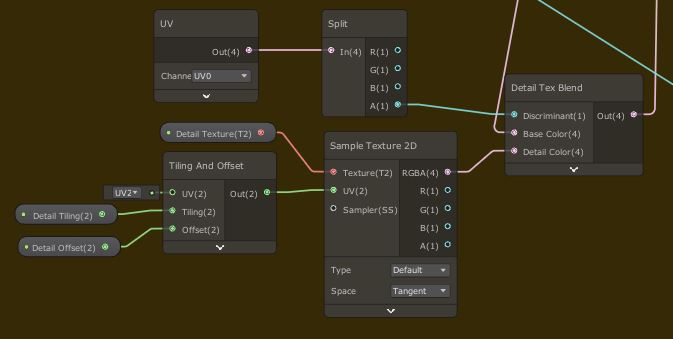 UV
Out(4)
Channe UV0
Split
In(4) R(1)
G(1)
B(1)
A(1)
Detail Tex Blend
Discriminant(1) Out(4)
Base Color(4)
Detail Color(4)
Detail Texture(T2)
Tiling And Offset
UV2
UV(2) Out(2)
Tiling(2)
Offset(2)
Detail Tiling(2)
Detail Offset(2)
Sample Texture 2D
Texture(T2) RGBA(4)
UV(2) R(1)
Sampler(SS) G(1)
B(1)
A(1)
Type Default
Space Tangent